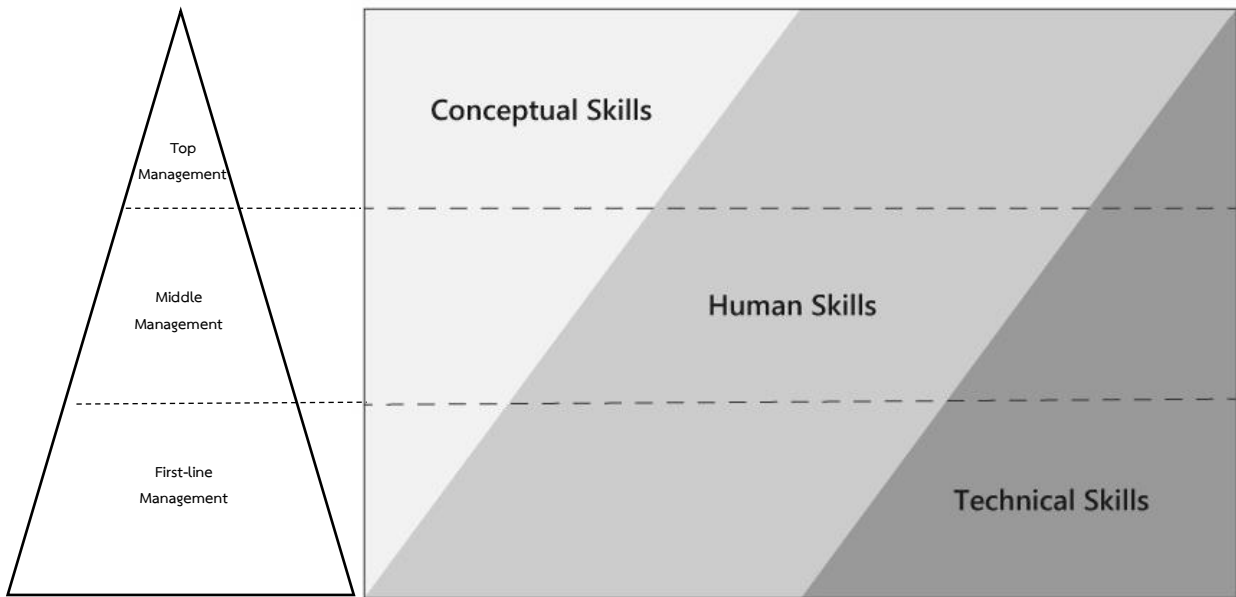 Conceptual Skills
Top
Management
Middle
Management
Human Skills
First-line
Management
Technical Skills